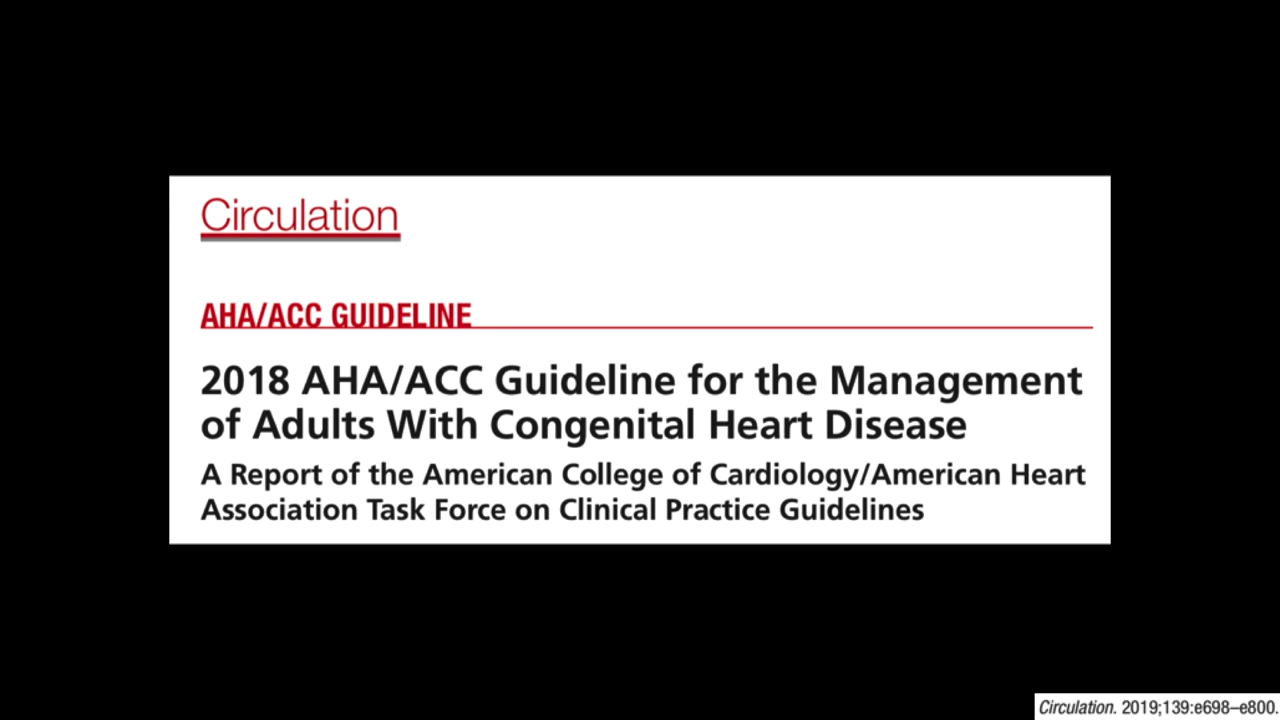 Circulation
AHA/ACC GUIDELINE
2018 AHA/ACC Guideline for the Management
of Adults With Congenital Heart Disease
A Report of the American College of Cardiology/American Heart
Association Task Force on Clinical Practice Guidelines
Circulation. 2019;139:e698–e800.